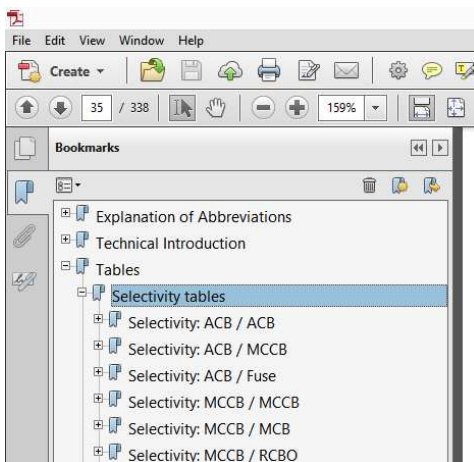 File Edit View Window Help
Create
35 / 338 159%
Bookmarks
Explanation of Abbreviations
Technical Introduction
Tables
Selectivity tables
Selectivity: ACB / ACB
Selectivity: ACB / MCCB
Selectivity: ACB / Fuse
Selectivity: MCCB / MCCB
Selectivity: MCCB / MCB
Selectivity: MCCB / RCBO